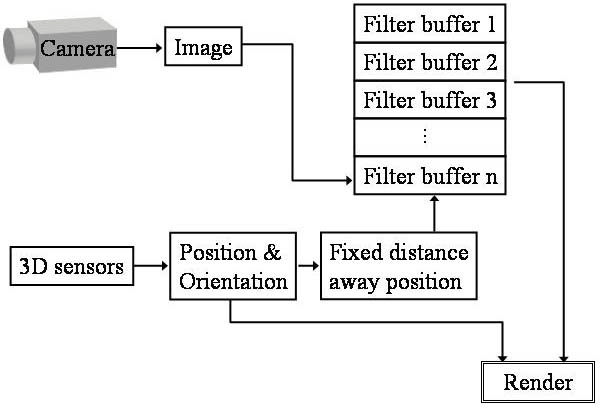 Camera
Image
Filter buffer 1
Filter buffer 2
Filter buffer 3
⋮
Filter buffer n
3D sensors
Position &
Orientation
Fixed distance
away position
Render